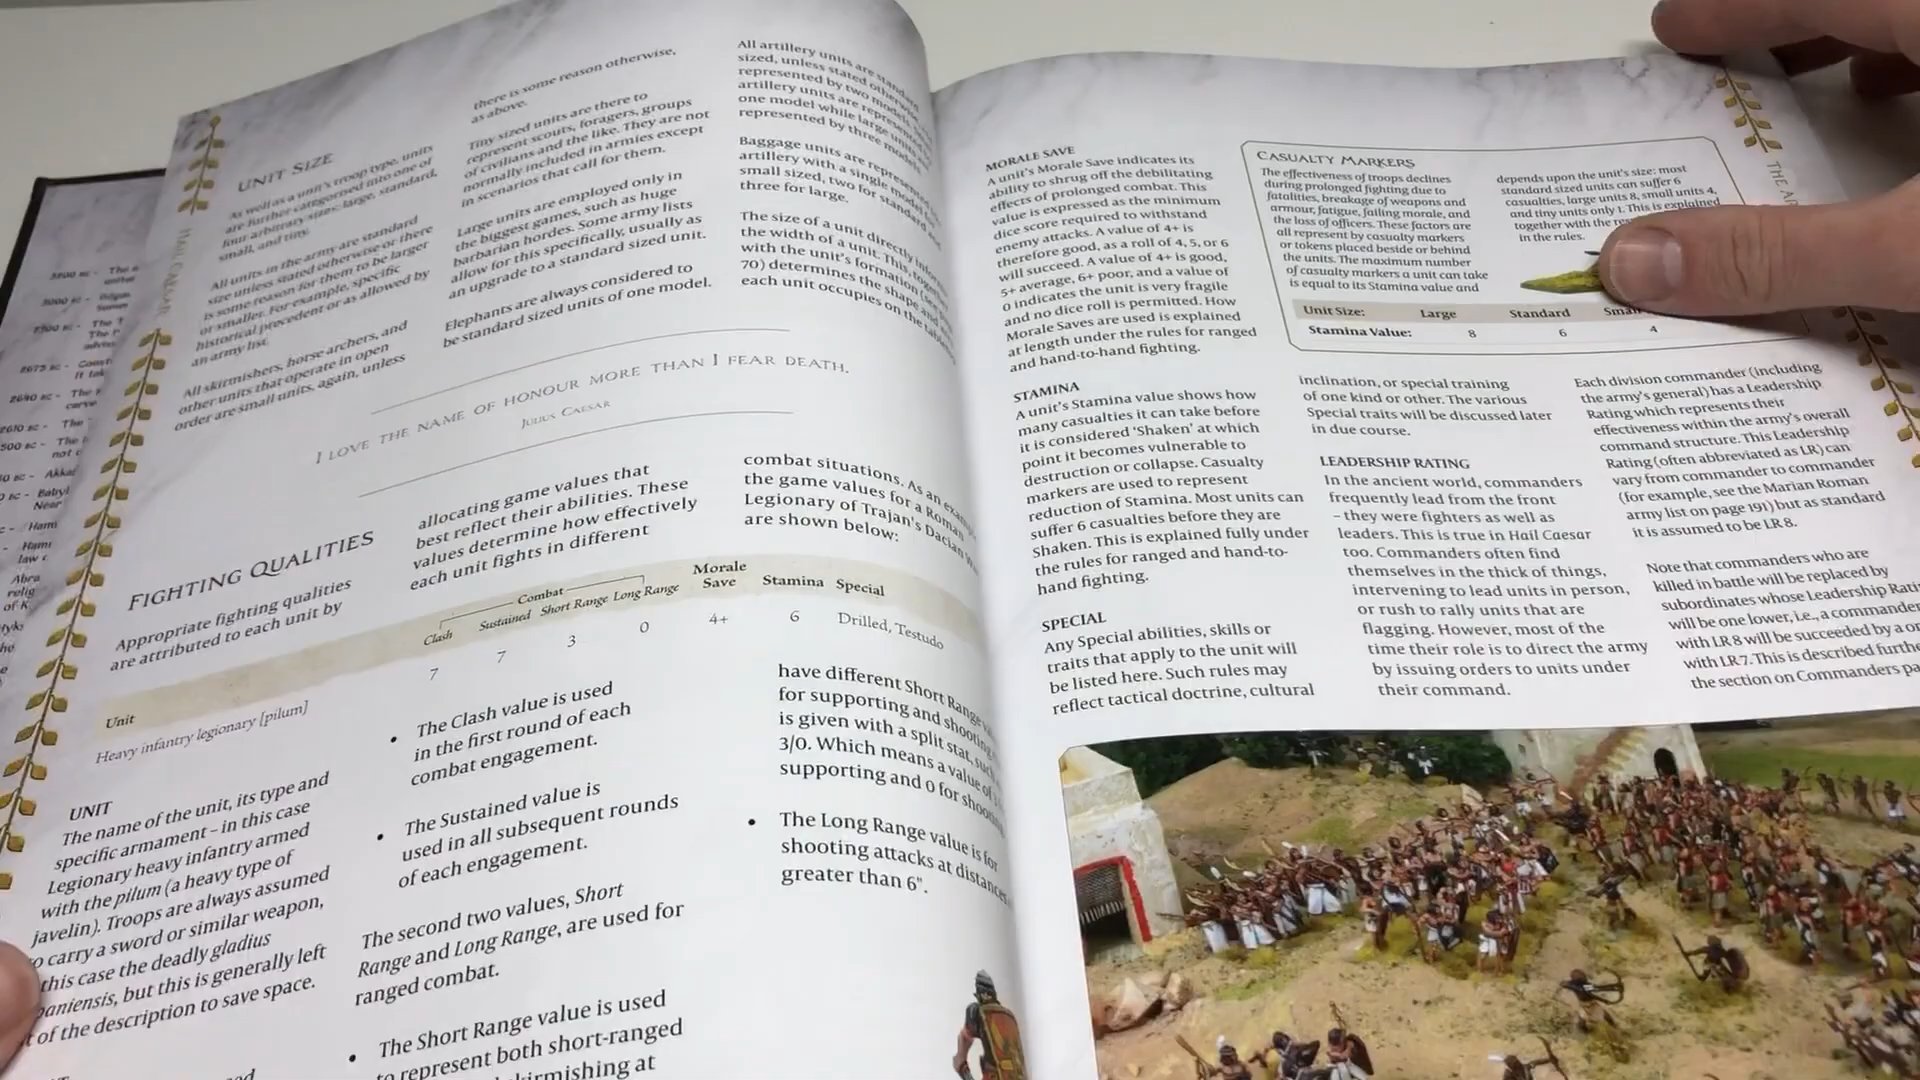 UNIT SIZE
As well as a unit's troop type, units
are further categorised into one of
four arbitrary sizes: large, standard,
small, and tiny.
All units in the army are standard
size unless stated otherwise or there
is some reason for them to be larger
or smaller. For example, specific
historical precedent or as allowed by
an army list.
All skirmishers, horse archers, and
other units that operate in open
order are small units, again, unless
there is some reason otherwise,
as above.
Tiny sized units are there to
represent scouts, foragers, groups
of civilians and the like. They are not
normally included in armies except
in scenarios that call for them.
Large units are employed only in
the biggest games, such as huge
barbarian hordes. Some army lists
allow for this specifically, usually as
an upgrade to a standard sized unit.
Elephants are always considered to
be standard sized units of one model.
All artillery units are standard
sized, unless stated otherwise
represented by two models.
artillery units are represented
one model while large units
represented by three models
Baggage units are represented
artillery with a single model
small sized, two for standard and
three for large.
The size of a unit directly
the width of a unit. This, together
with the unit's formation
70) determines the shape and
each unit occupies on the tabletop
I LOVE THE NAME OF HONOUR MORE THAN I FEAR DEATH.
JULIUS CAESAR
FIGHTING QUALITIES
Appropriate fighting qualities
are attributed to each unit by
allocating game values that
best reflect their abilities. These
values determine how effectively
each unit fights in different
combat situations. As an example
the game values for a Roman
Legionary of Trajan's Dacian
are shown below:
Combat
Unit Clash Sustained Short Range Long Range Morale Save Stamina Special
Heavy infantry legionary [pilum] 7 7 3 0 4+ 6 Drilled, Testudo
UNIT
The name of the unit, its type and
specific armament – in this case
Legionary heavy infantry armed
with the pilum (a heavy type of
javelin). Troops are always assumed
to carry a sword or similar weapon,
this case the deadly gladius
but this is generally left
of the description to save space.
• The Clash value is used
in the first round of each
combat engagement.
• The Sustained value is
used in all subsequent rounds
of each engagement.
The second two values, Short
Range and Long Range, are used for
ranged combat.
• The Short Range value is used
to represent both short-ranged
skirmishing at
have different Short Range
for supporting and shooting
is given with a split stat, such
3/0. Which means a value of
supporting and 0 for shooting
• The Long Range value is for
shooting attacks at distances
greater than 6".
MORALE SAVE
A unit's Morale Save indicates its
ability to shrug off the debilitating
effects of prolonged combat. This
value is expressed as the minimum
dice score required to withstand
enemy attacks. A value of 4+ is
therefore good, as a roll of 4, 5, or 6
will succeed. A value of 4+ is good,
5+ average, 6+ poor, and a value of
0 indicates the unit is very fragile
and no dice roll is permitted. How
Morale Saves are used is explained
at length under the rules for ranged
and hand-to-hand fighting.
STAMINA
A unit's Stamina value shows how
many casualties it can take before
it is considered 'Shaken' at which
point it becomes vulnerable to
destruction or collapse. Casualty
markers are used to represent
reduction of Stamina. Most units can
suffer 6 casualties before they are
Shaken. This is explained fully under
the rules for ranged and hand-to-
hand fighting.
SPECIAL
Any Special abilities, skills or
traits that apply to the unit will
be listed here. Such rules may
reflect tactical doctrine, cultural
CASUALTY MARKERS
The effectiveness of troops declines
during prolonged fighting due to
fatalities, breakage of weapons and
armour, fatigue, failing morale, and
the loss of officers. These factors are
all represent by casualty markers
or tokens placed beside or behind
the units. The maximum number
of casualty markers a unit can take
is equal to its Stamina value and
depends upon the unit's size: most
standard sized units can suffer 6
casualties, large units 8, small units 4,
and tiny units only 1. This is explained
together with the
in the rules.
Unit Size: Large Standard Small
Stamina Value: 8 6 4
inclination, or special training
of one kind or other. The various
Special traits will be discussed later
in due course.
LEADERSHIP RATING
In the ancient world, commanders
frequently lead from the front
– they were fighters as well as
leaders. This is true in Hail Caesar
too. Commanders often find
themselves in the thick of things,
intervening to lead units in person,
or rush to rally units that are
flagging. However, most of the
time their role is to direct the army
by issuing orders to units under
their command.
Each division commander (including
the army's general) has a Leadership
Rating which represents their
effectiveness within the army's overall
command structure. This Leadership
Rating (often abbreviated as LR) can
vary from commander to commander
(for example, see the Marian Roman
army list on page 191) but as standard
it is assumed to be LR 8.
Note that commanders who are
killed in battle will be replaced by
subordinates whose Leadership
will be one lower, i.e., a commander
with LR 8 will be succeeded by a
with LR 7. This is described
the section on Commanders
HAIL CAESAR